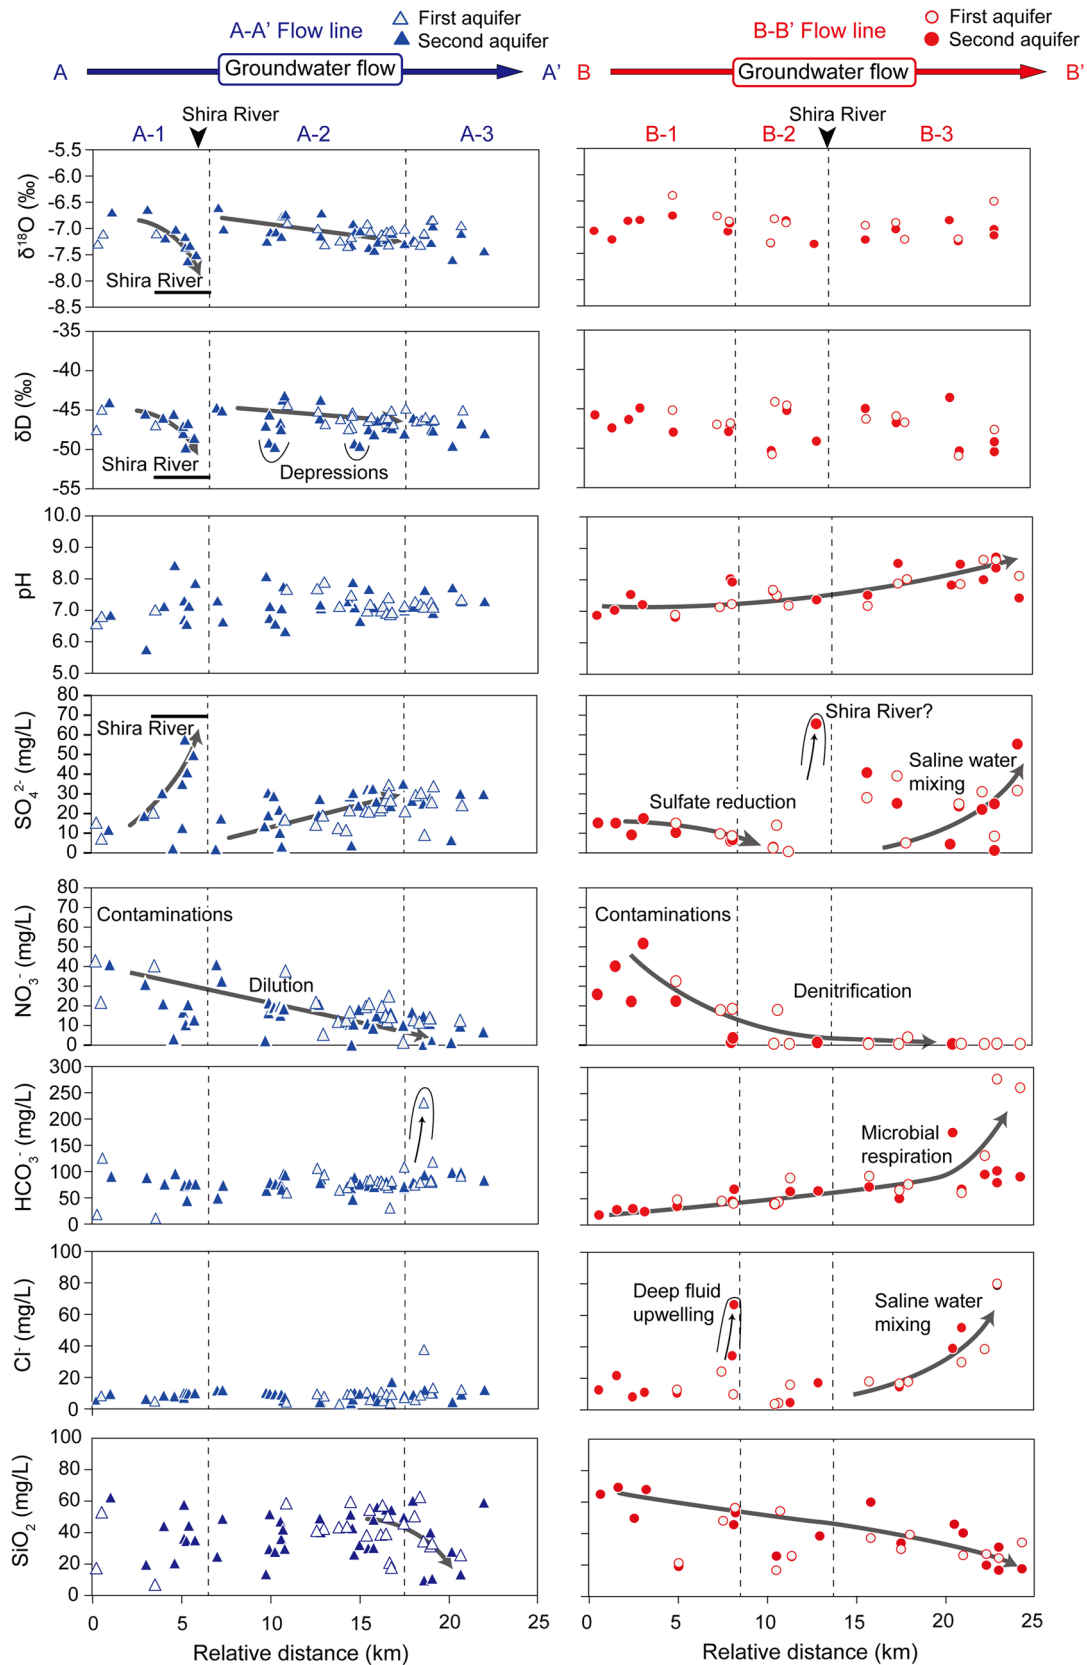 A-A’ Flow line
First aquifer
Second aquifer
A
Groundwater flow
A’
B-B’ Flow line
First aquifer
Second aquifer
B
Groundwater flow
B’
Shira River
A-1
A-2
A-3
Shira River
B-1
B-2
B-3
δ¹⁸O (‰)
-5.5
-6.0
-6.5
-7.0
-7.5
-8.0
-8.5
Shira River
δD (‰)
-35
-40
-45
-50
-55
Shira River
Depressions
pH
10.0
9.0
8.0
7.0
6.0
5.0
SO₄²⁻ (mg/L)
80
70
60
50
40
30
20
10
0
Shira River
Shira River?
Sulfate reduction
Saline water
mixing
NO₃⁻ (mg/L)
80
70
60
50
40
30
20
10
0
Contaminations
Dilution
Contaminations
Denitrification
HCO₃⁻ (mg/L)
300
250
200
150
100
50
0
Microbial
respiration
Cl⁻ (mg/L)
100
80
60
40
20
0
Deep fluid
upwelling
Saline water
mixing
SiO₂ (mg/L)
100
80
60
40
20
0
0 5 10 15 20 25
Relative distance (km)
0 5 10 15 20 25
Relative distance (km)